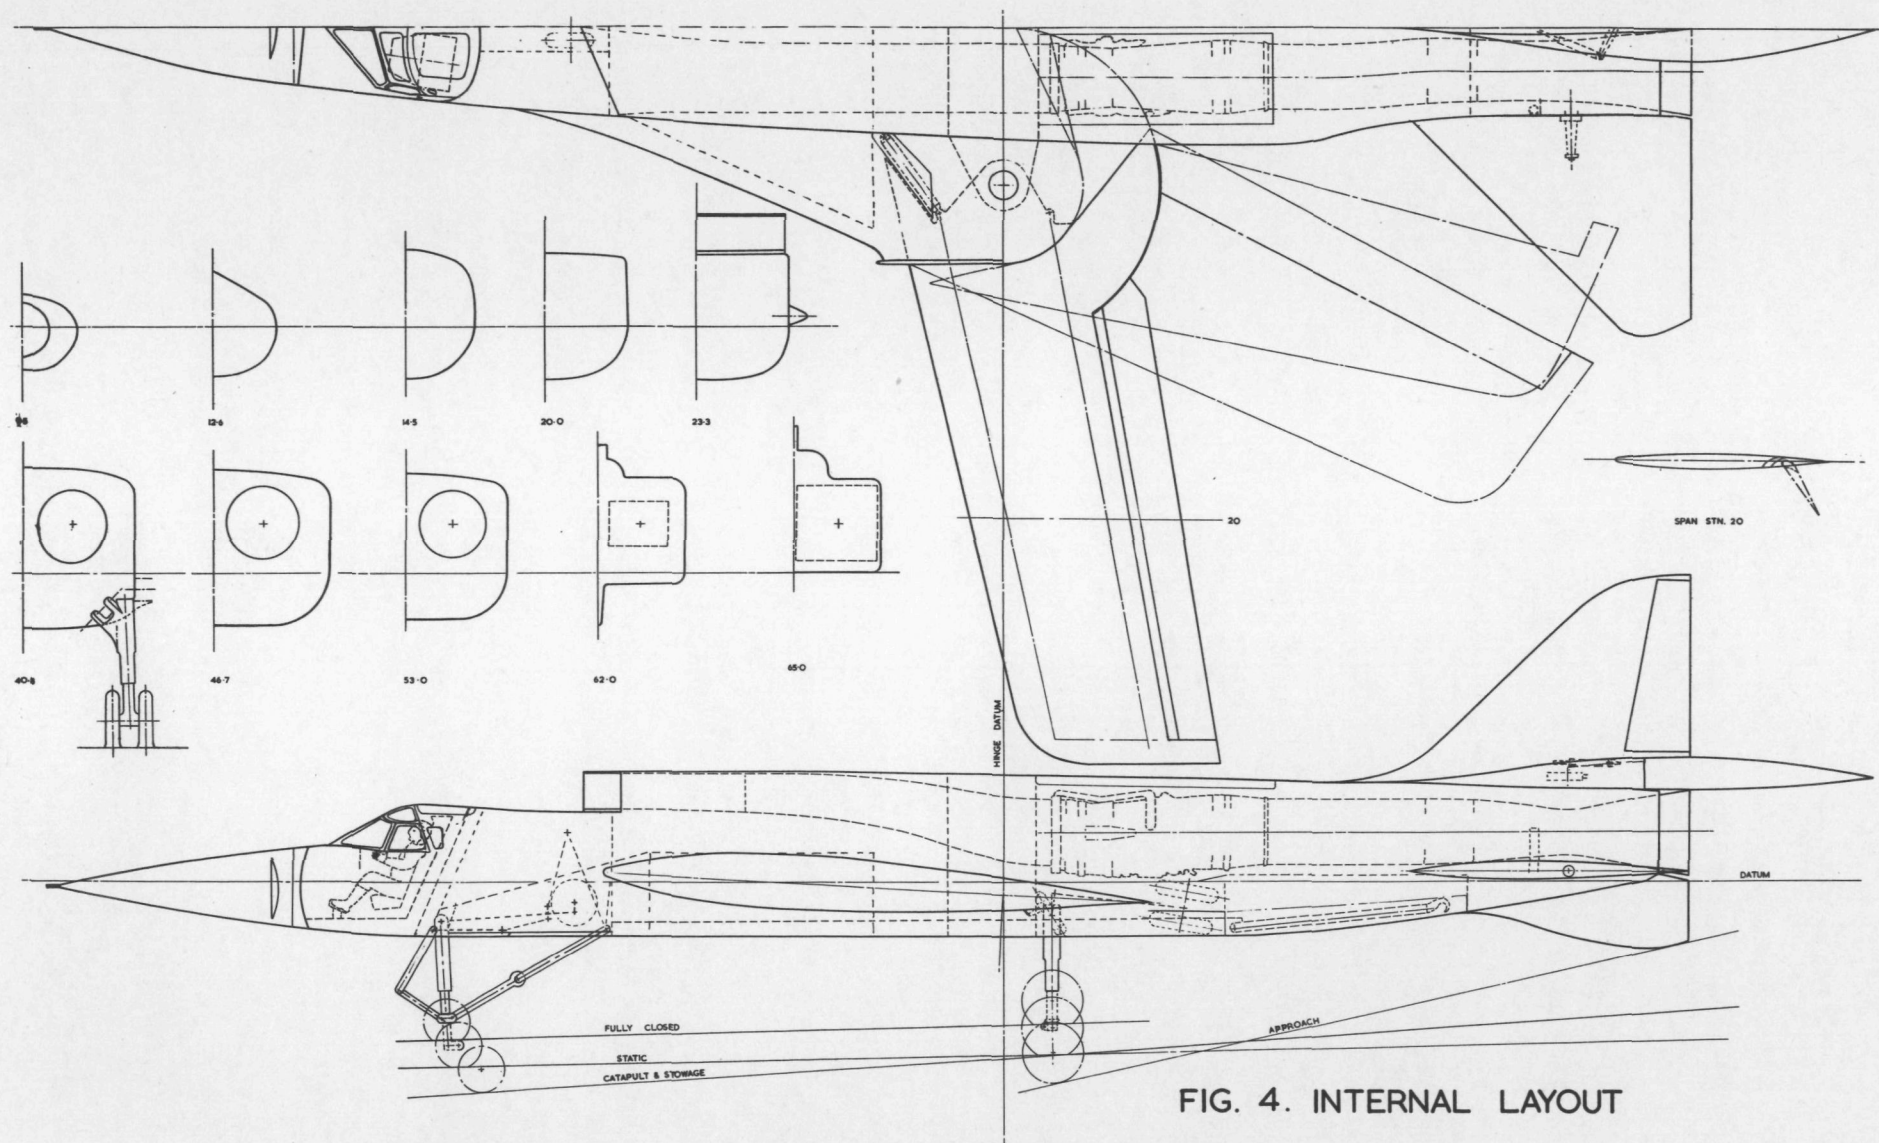 12·6
14·5
20·0
23·3
20
SPAN STN. 20
40·8
46·7
53·0
62·0
65·0
HINGE DATUM
DATUM
FULLY CLOSED
STATIC
CATAPULT & STOWAGE
APPROACH
FIG. 4. INTERNAL LAYOUT